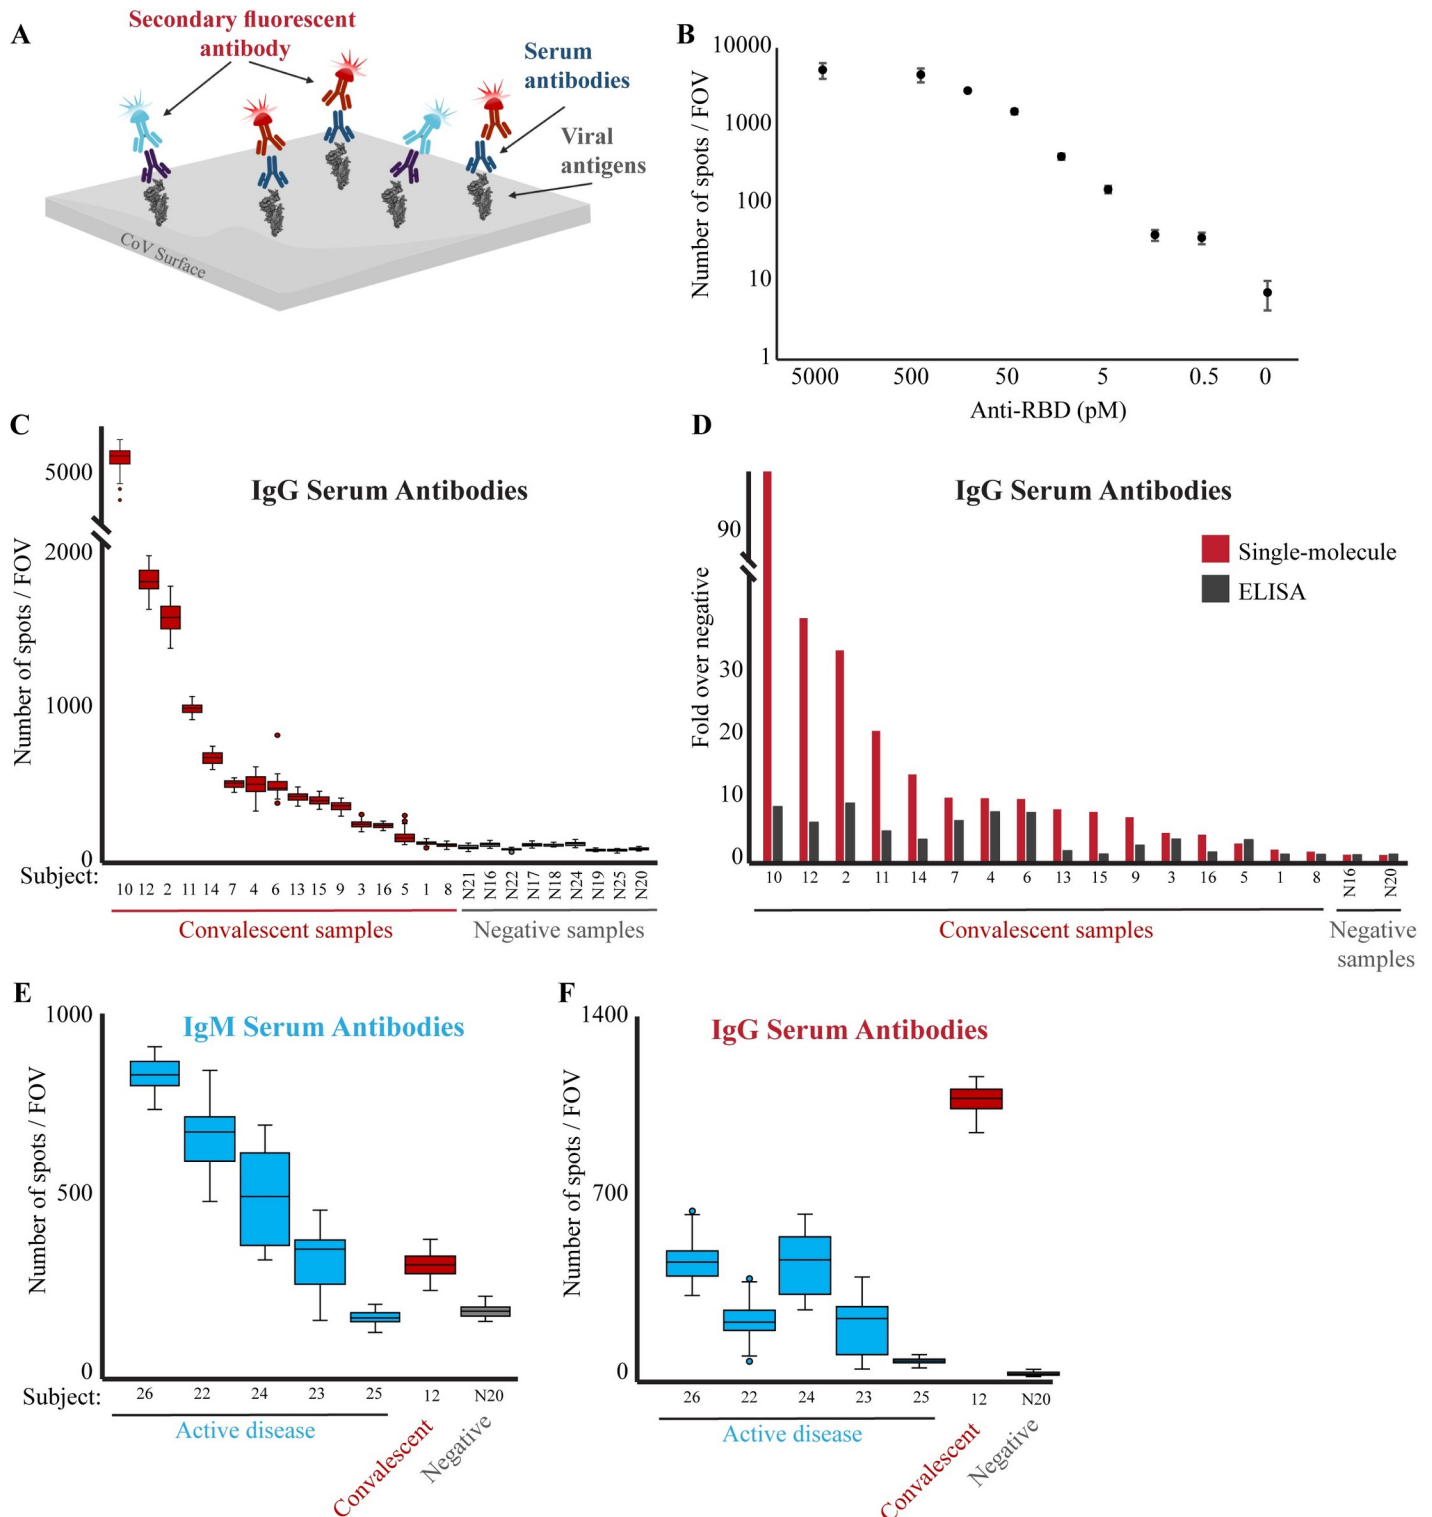 A
Secondary fluorescent
antibody
Serum
antibodies
Viral
antigens
CoV Surface
B
10000
1000
100
10
1
Number of spots / FOV
5000 500 50 5 0.5 0
Anti-RBD (pM)
C
IgG Serum Antibodies
5000
2000
1000
0
Number of spots / FOV
Subject:
10 12 2 11 14 7 4 6 13 15 9 3 16 5 1 8 N21 N16 N22 N17 N18 N24 N19 N25 N20
Convalescent samples
Negative samples
D
IgG Serum Antibodies
90
30
20
10
0
Fold over negative
Single-molecule
ELISA
10 12 2 11 14 7 4 6 13 15 9 3 16 5 1 8 N16 N20
Convalescent samples
Negative
samples
E
IgM Serum Antibodies
1000
500
0
Number of spots / FOV
Subject:
26 22 24 23 25 12 N20
Active disease
Convalescent
Negative
F
IgG Serum Antibodies
1400
700
0
Number of spots / FOV
26 22 24 23 25 12 N20
Active disease
Convalescent
Negative